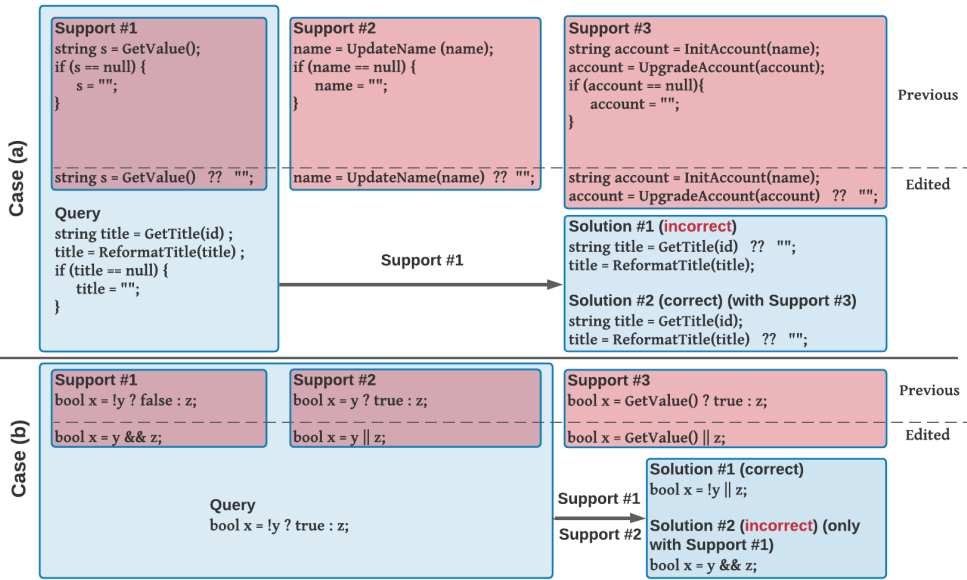 Case (a)
Support #1
string s = GetValue();
if (s == null) {
s = "";
}
string s = GetValue() ?? "";
Support #2
name = UpdateName (name);
if (name == null) {
name = "";
}
name = UpdateName(name) ?? "";
Support #3
string account = InitAccount(name);
account = UpgradeAccount(account);
if (account == null){
account = "";
}
string account = InitAccount(name);
account = UpgradeAccount(account) ?? "";
Previous
Edited
Query
string title = GetTitle(id) ;
title = ReformatTitle(title) ;
if (title == null) {
title = "";
}
Support #1
Solution #1 (incorrect)
string title = GetTitle(id) ?? "";
title = ReformatTitle(title);
Solution #2 (correct) (with Support #3)
string title = GetTitle(id);
title = ReformatTitle(title) ?? "";
Case (b)
Support #1
bool x = !y ? false : z;
bool x = y && z;
Support #2
bool x = y ? true : z;
bool x = y || z;
Support #3
bool x = GetValue() ? true : z;
bool x = GetValue() || z;
Previous
Edited
Query
bool x = !y ? true : z;
Support #1
Support #2
Solution #1 (correct)
bool x = !y || z;
Solution #2 (incorrect) (only
with Support #1)
bool x = y && z;